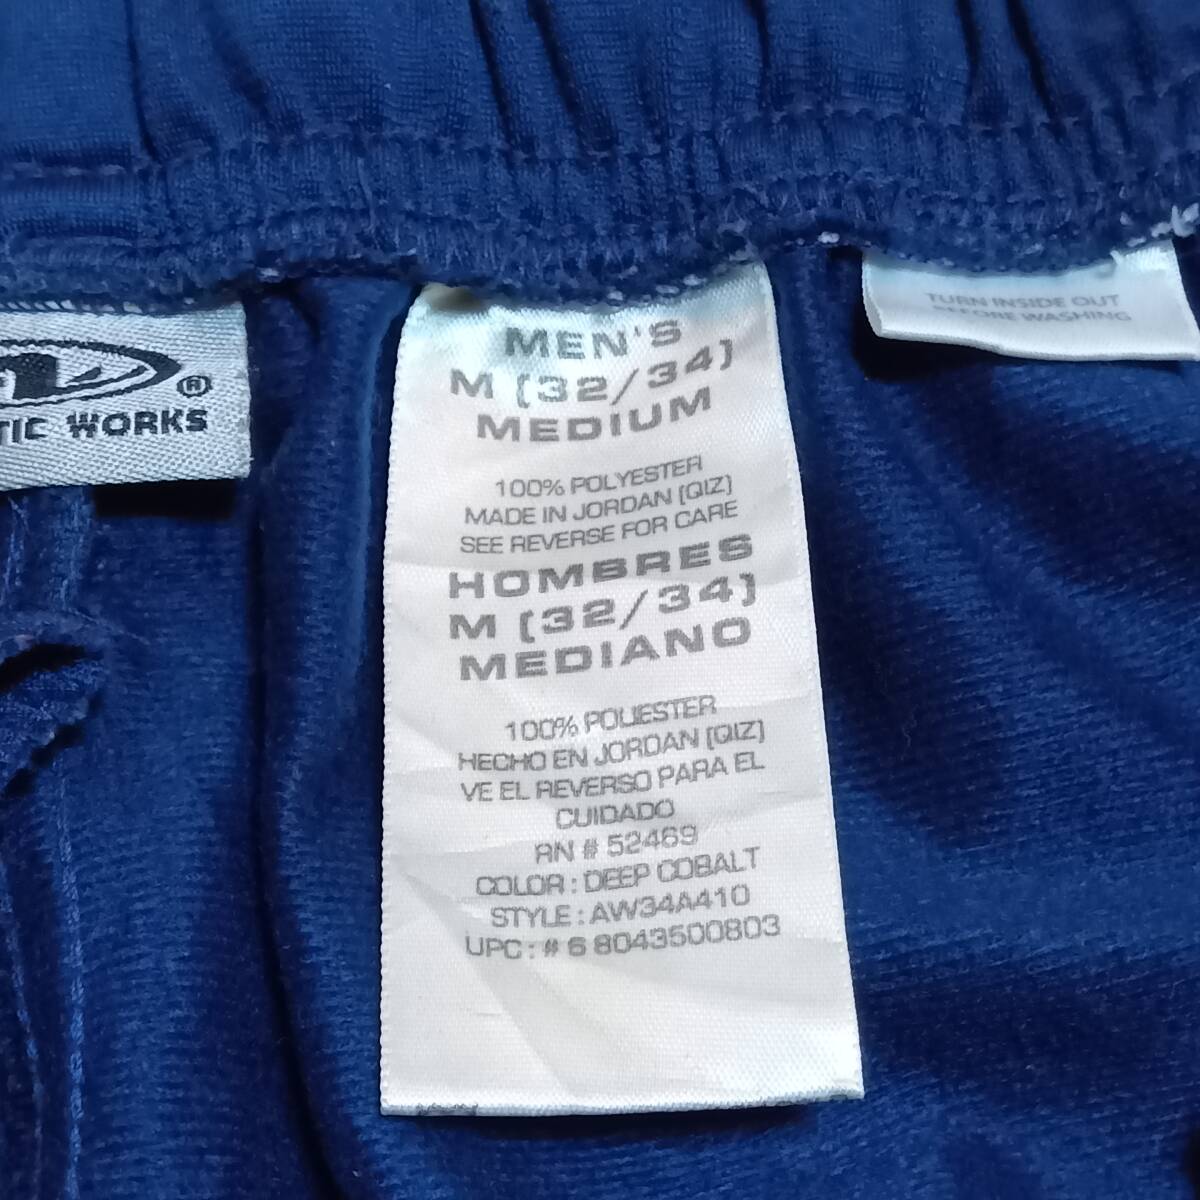 TIC WORKS
®
MEN'S
M (32/34)
MEDIUM
100% POLYESTER
MADE IN JORDAN (QIZ)
SEE REVERSE FOR CARE
HOMBRES
M (32/34)
MEDIANO
100% POLIESTER
HECHO EN JORDAN (QIZ)
VE EL REVERSO PARA EL
CUIDADO
RN # 52469
COLOR : DEEP COBALT
STYLE : AW34A410
UPC : # 6 8043500803
TURN INSIDE OUT
BEFORE WASHING